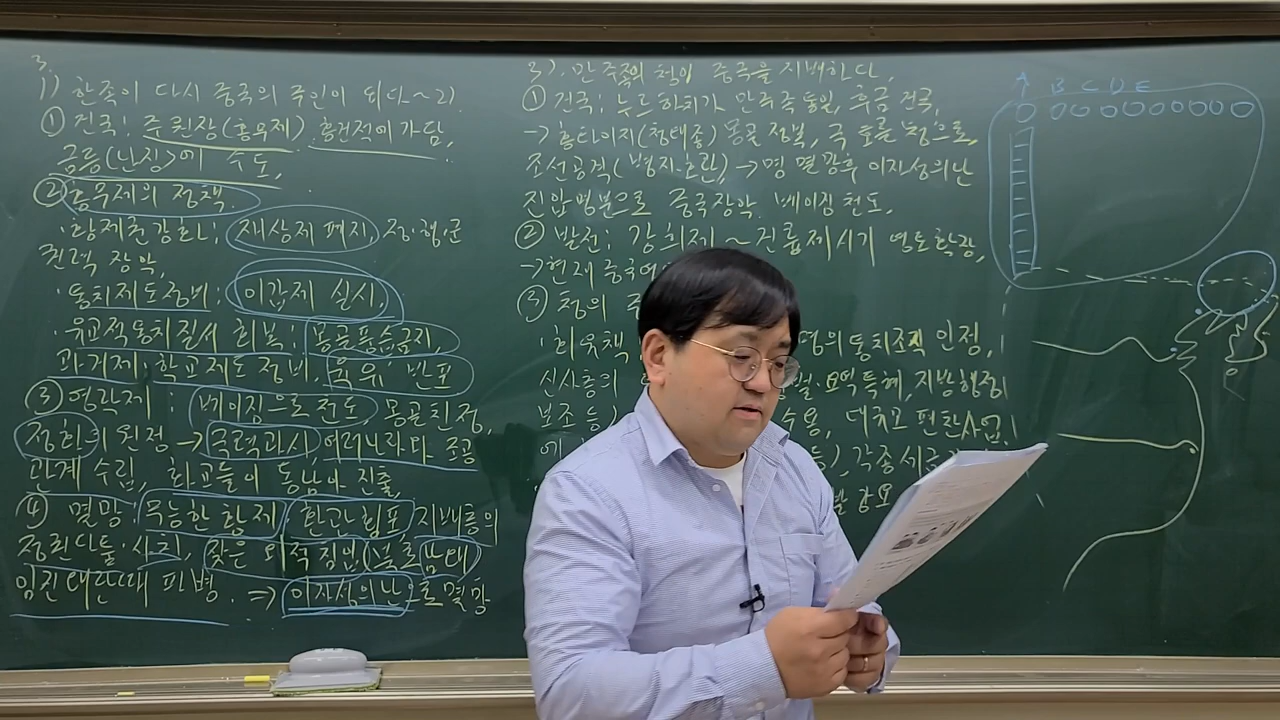 3.
1) 한족이 다시 중국의 주인이 되다~2)
① 건국: 주원장(홍무제) 홍건적에 가담,
금릉(난징)에 수도,
② 홍무제의 정책.
·황제권강화: 재상제 폐지, 정·행·군
권력 장악,
·통치제도정비: 이갑제 실시,
·유교적통치질서 회복: 몽골풍습금지,
과거제, 학교제도 정비, 육유 반포
③ 영락제: 베이징으로 천도, 몽골친정,
정화의 원정 → 국력과시, 여러나라와 조공
관계 수립, 화교들이 동남아 진출,
④ 멸망: 무능한 황제, 환관횡포, 지배층의
정권다툼·사치, 잦은 외적침입(북로남왜)
임진왜란때 파병. ⇒ 이자성의난으로멸망
3). 만주족의 청이 중국을 지배하다,
① 건국: 누르하치가 만주족통일, 후금 건국,
→ 홍타이지(청태종) 몽골 정복, 국호를 청으로,
조선공격(병자호란), → 명 멸망후 이자성의난
진압명분으로 중국장악. 베이징 천도,
② 발전: 강희제~건륭제시기 영토확장,
→현재 중국
③ 청의
·회유책 명의통치조직 인정,
신사층의 요역특혜, 지방행정
보조등) 수용, 대규모 편찬사업,
등), 각종세금
강요
A B C D E